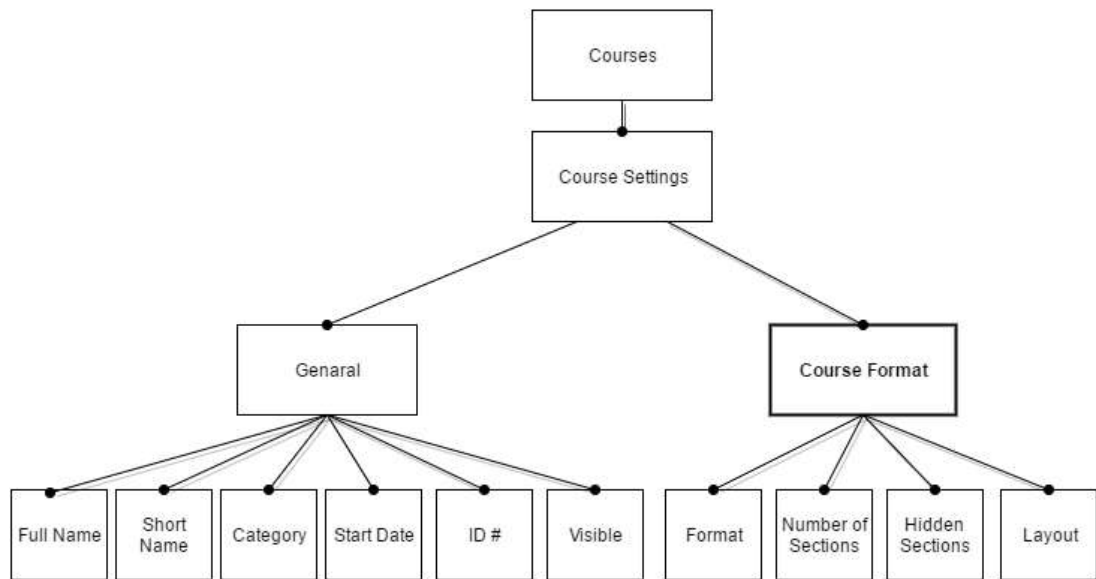 Courses
Course Settings
Genaral
Course Format
Full Name
Short
Name
Category
Start Date
ID #
Visible
Format
Number of
Sections
Hidden
Sections
Layout